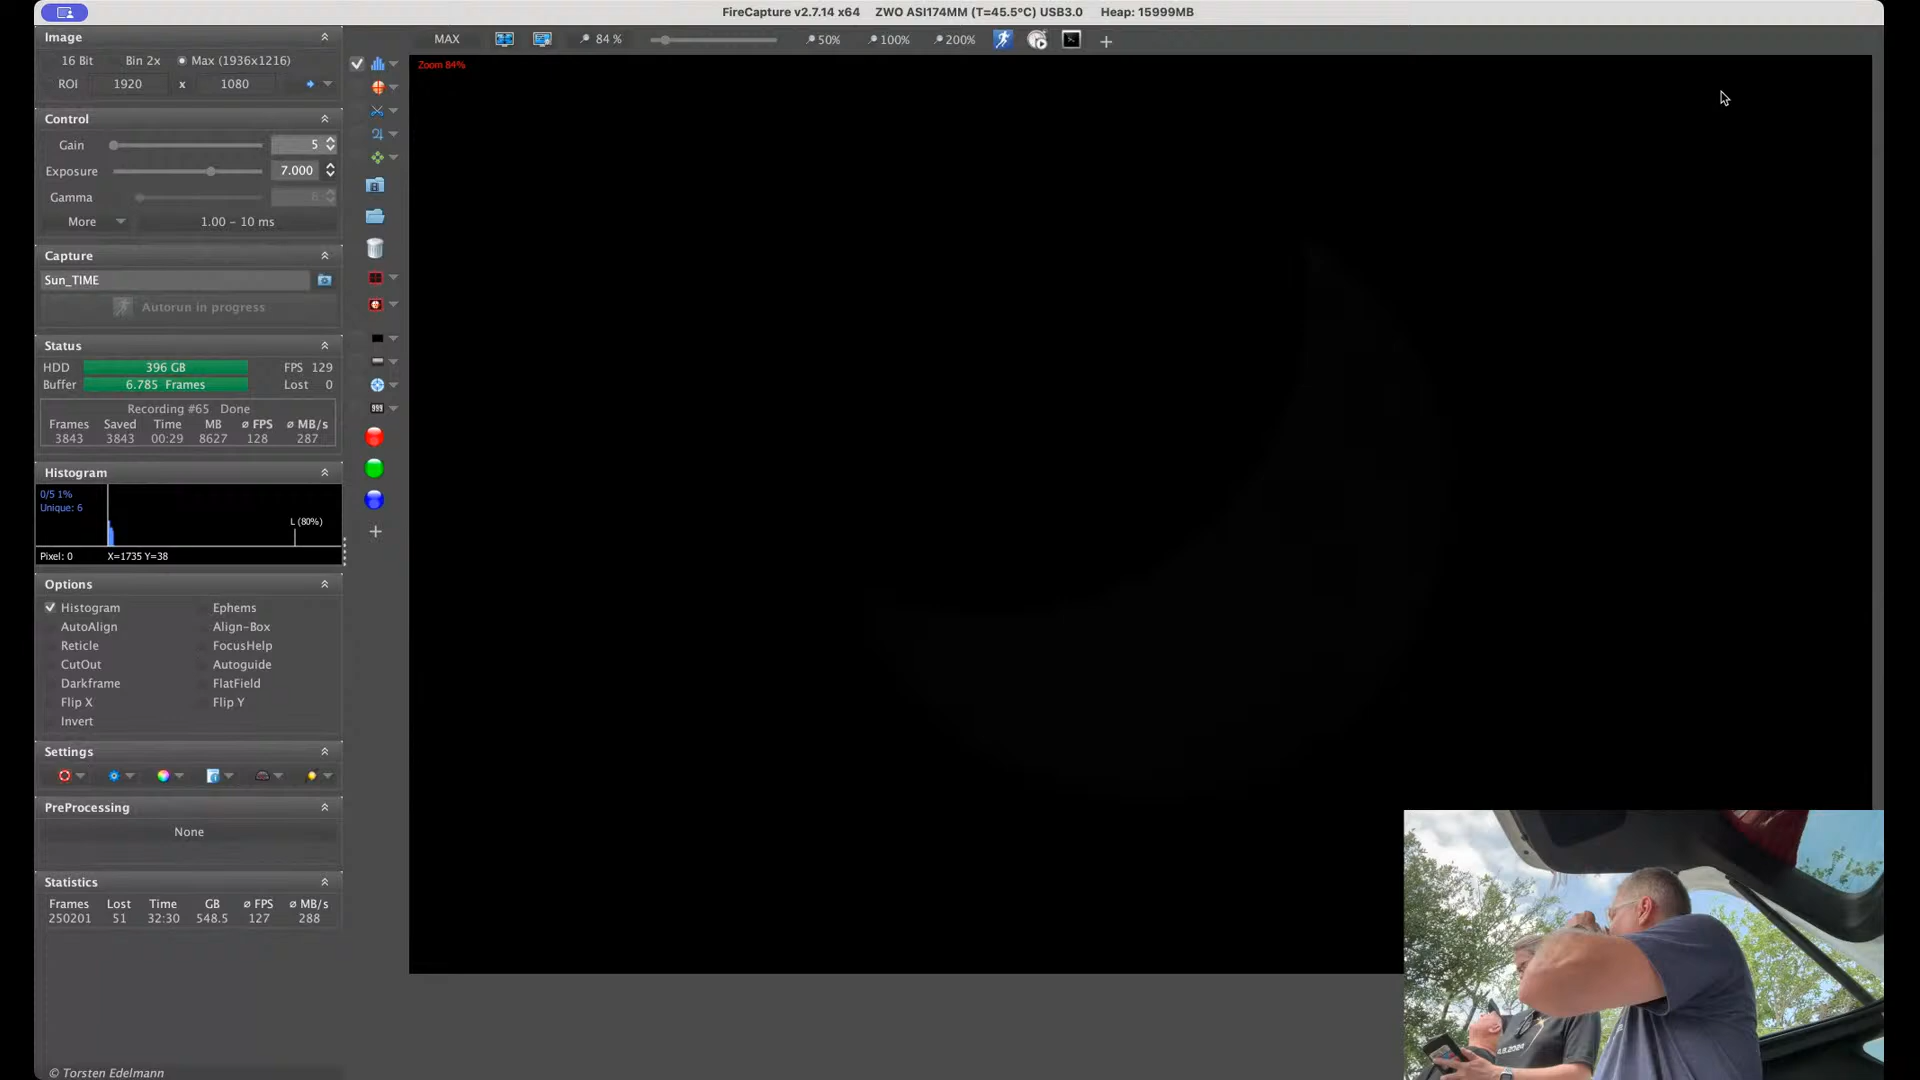 FireCapture v2.7.14 x64 ZWO ASI174MM (T=45.5°C) USB3.0 Heap: 15999MB
Image
MAX
84 %
50%
100%
200%
16 Bit Bin 2x Max (1936x1216)
Zoom 84%
ROI 1920 x 1080
Control
Gain 5
Exposure 7.000
Gamma
More 1.00 - 10 ms
Capture
Sun_TIME
Autorun in progress
Status
HDD 396 GB FPS 129
Buffer 6.785 Frames Lost 0
Recording #65 Done
Frames Saved Time MB ø FPS ø MB/s
3843 3843 00:29 8627 128 287
999
Histogram
0/5 1%
Unique: 6
L (80%)
Pixel: 0 X=1735 Y=38
Options
Histogram Ephems
AutoAlign Align-Box
Reticle FocusHelp
CutOut Autoguide
Darkframe FlatField
Flip X Flip Y
Invert
Settings
PreProcessing
None
Statistics
Frames Lost Time GB ø FPS ø MB/s
250201 51 32:30 548.5 127 288
© Torsten Edelmann